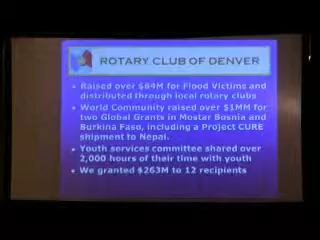 ROTARY CLUB OF DENVER
• Raised over $84M for Flood Victims and
distributed through local rotary clubs
• World Community raised over $1MM for
two Global Grants in Mostar Bosnia and
Burkina Faso, including a Project CURE
shipment to Nepal.
• Youth services committee shared over
2,000 hours of their time with youth
• We granted $263M to 12 recipients